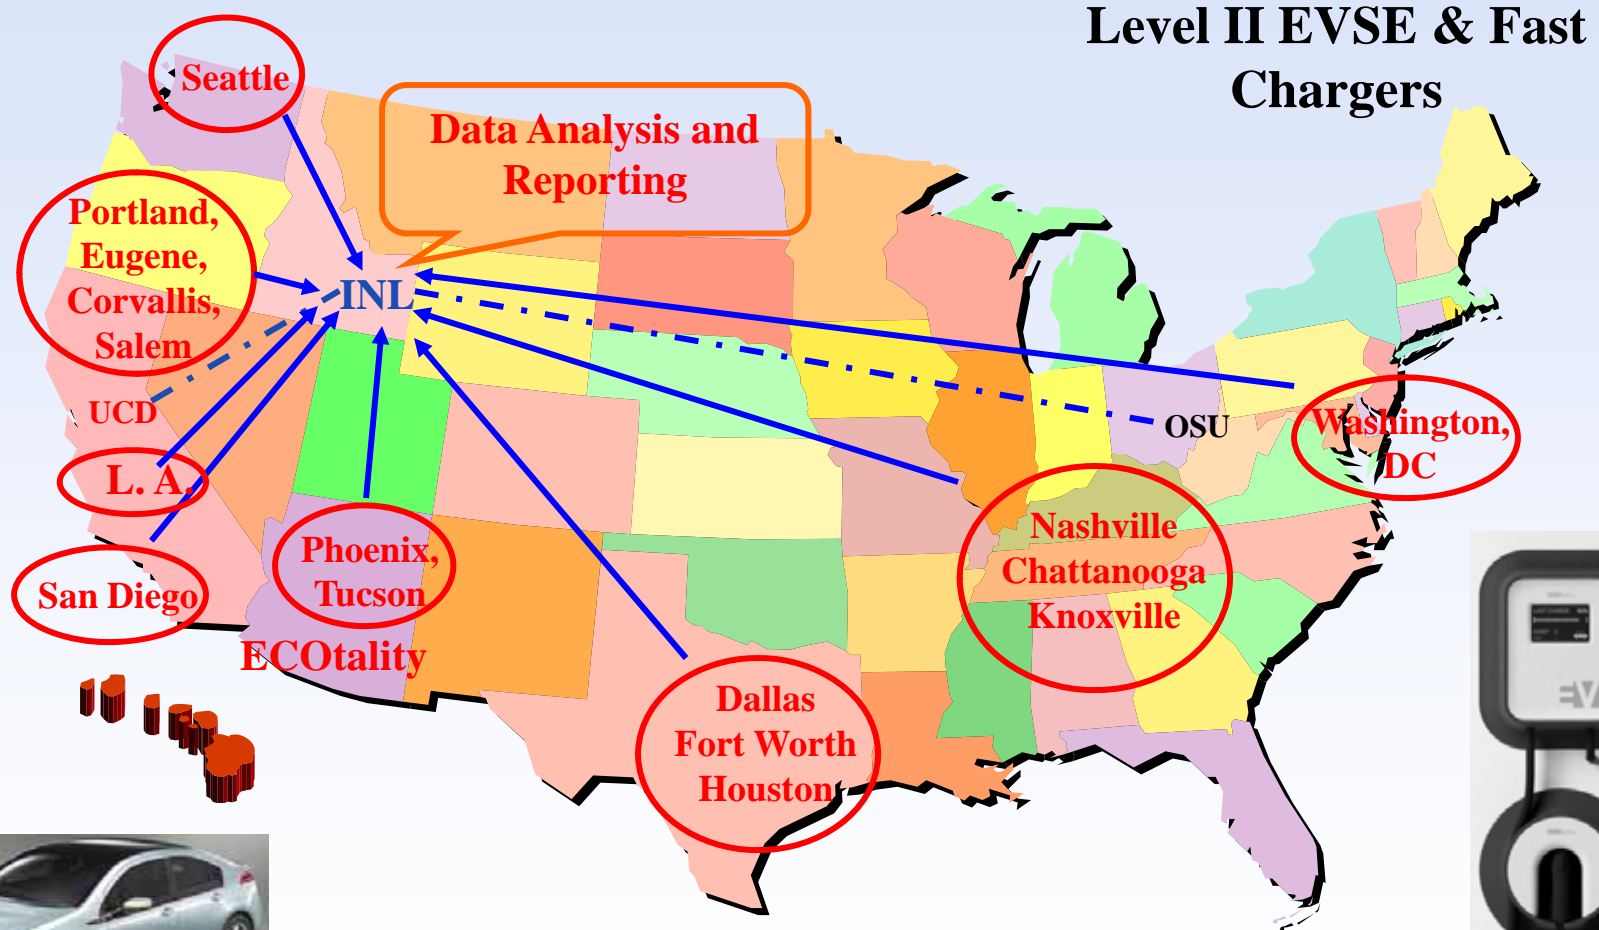 Level II EVSE & Fast
Chargers
Seattle
Data Analysis and
Reporting
Portland,
Eugene,
Corvallis,
Salem
INL
UCD
OSU
L. A.
Washington,
DC
San Diego
Phoenix,
Tucson
ECOtality
Nashville
Chattanooga
Knoxville
Dallas
Fort Worth
Houston
EV